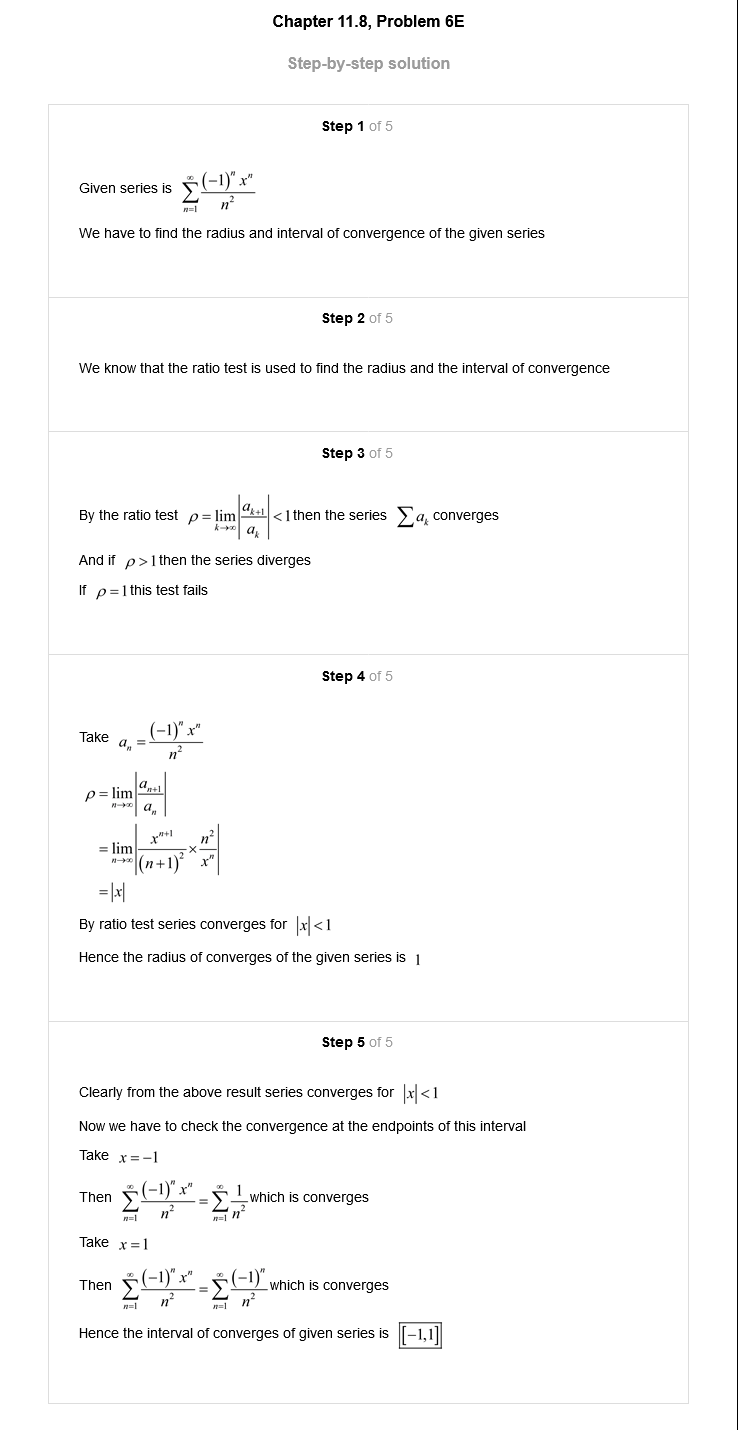 Chapter 11.8, Problem 6E
Step-by-step solution
Step 1 of 5
Given series is $\sum_{n=1}^{\infty} \frac{(-1)^n x^n}{n^2}$
We have to find the radius and interval of convergence of the given series
Step 2 of 5
We know that the ratio test is used to find the radius and the interval of convergence
Step 3 of 5
By the ratio test $\rho = \lim_{k \to \infty} \left| \frac{a_{k+1}}{a_k} \right| < 1$ then the series $\sum a_k$ converges
And if $\rho > 1$ then the series diverges
If $\rho = 1$ this test fails
Step 4 of 5
Take $a_n = \frac{(-1)^n x^n}{n^2}$
$\rho = \lim_{n \to \infty} \left| \frac{a_{n+1}}{a_n} \right|$
$= \lim_{n \to \infty} \left| \frac{x^{n+1}}{(n+1)^2} \times \frac{n^2}{x^n} \right|$
$= |x|$
By ratio test series converges for $|x| < 1$
Hence the radius of converges of the given series is 1
Step 5 of 5
Clearly from the above result series converges for $|x| < 1$
Now we have to check the convergence at the endpoints of this interval
Take $x = -1$
Then $\sum_{n=1}^{\infty} \frac{(-1)^n x^n}{n^2} = \sum_{n=1}^{\infty} \frac{1}{n^2}$ which is converges
Take $x = 1$
Then $\sum_{n=1}^{\infty} \frac{(-1)^n x^n}{n^2} = \sum_{n=1}^{\infty} \frac{(-1)^n}{n^2}$ which is converges
Hence the interval of converges of given series is $[-1,1]$